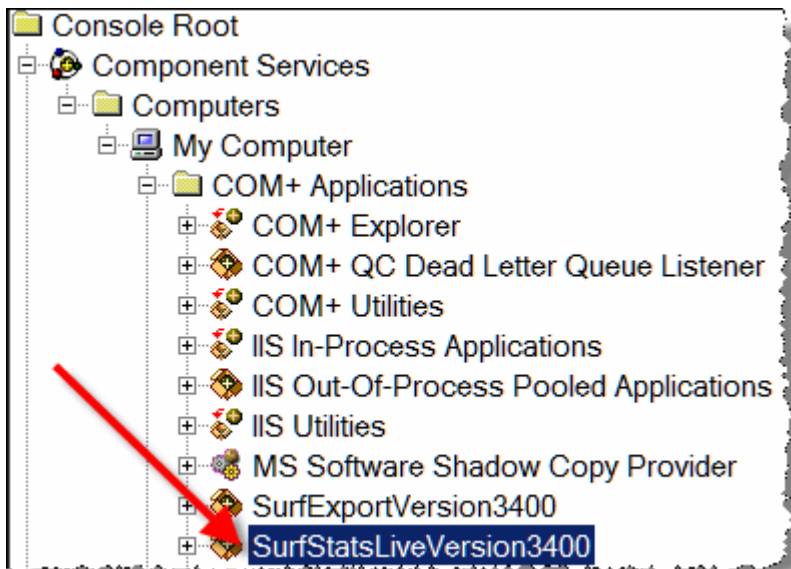 Console Root
Component Services
Computers
My Computer
COM+ Applications
COM+ Explorer
COM+ QC Dead Letter Queue Listener
COM+ Utilities
IIS In-Process Applications
IIS Out-Of-Process Pooled Applications
IIS Utilities
MS Software Shadow Copy Provider
SurfExportVersion3400
SurfStatsLiveVersion3400